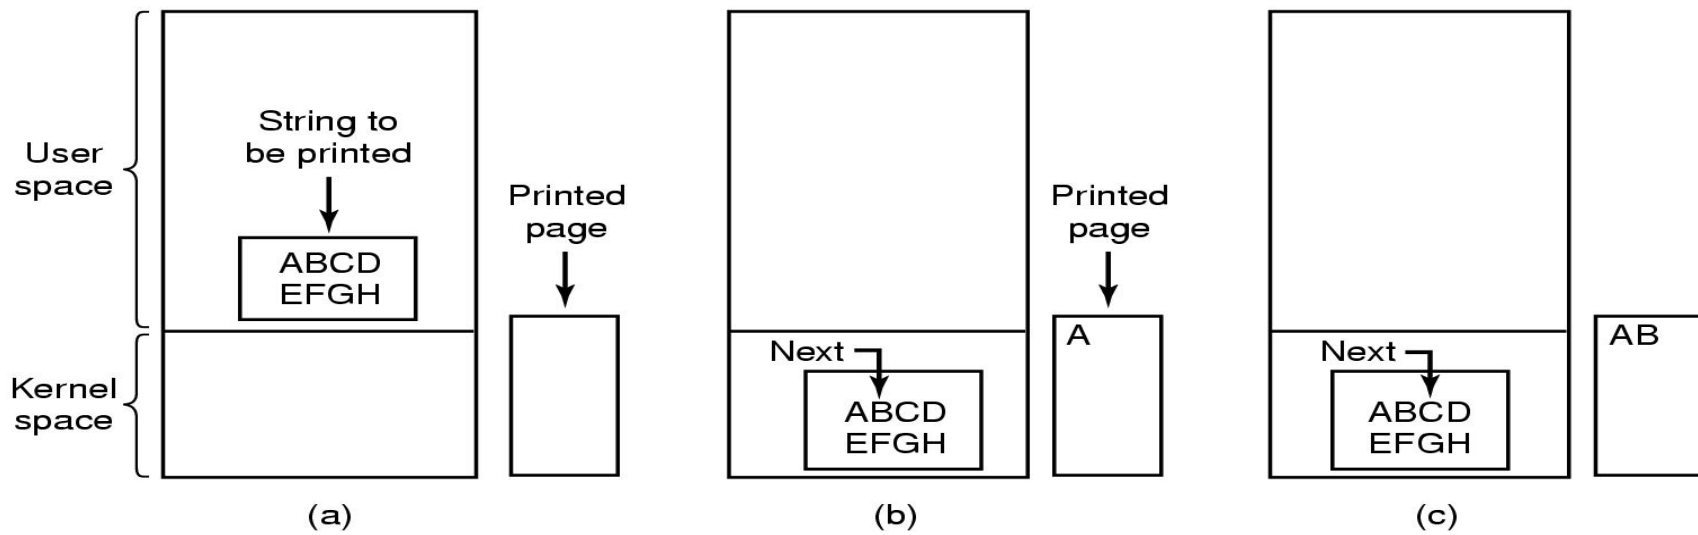 User
space
Kernel
space
String to
be printed
ABCD
EFGH
Printed
page
(a)
Next
ABCD
EFGH
Printed
page
A
(b)
Next
ABCD
EFGH
AB
(c)